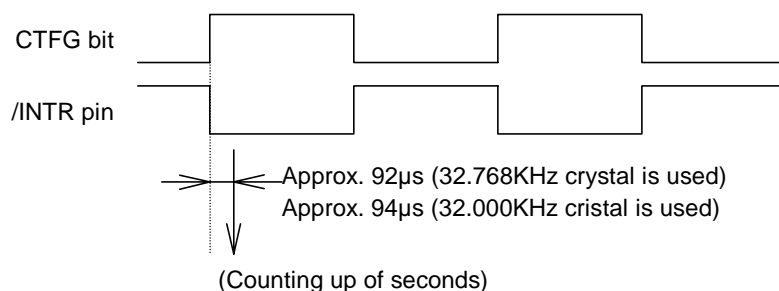 CTFG bit
/INTR pin
Approx. 92µs (32.768KHz crystal is used)
Approx. 94µs (32.000KHz cristal is used)
(Counting up of seconds)